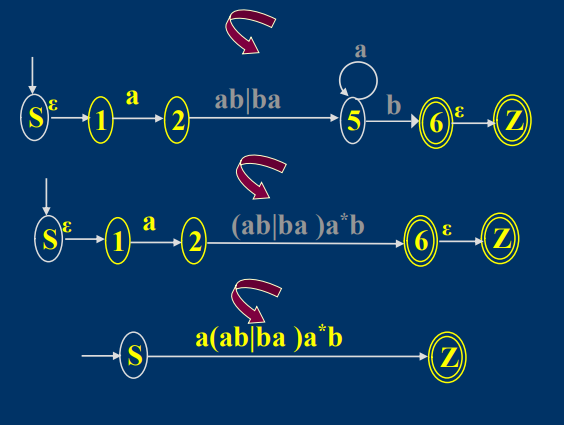 a
S ε 1 a 2 ab|ba 5 b 6 ε Z
S ε 1 a 2 (ab|ba )a*b 6 ε Z
a(ab|ba )a*b
S Z